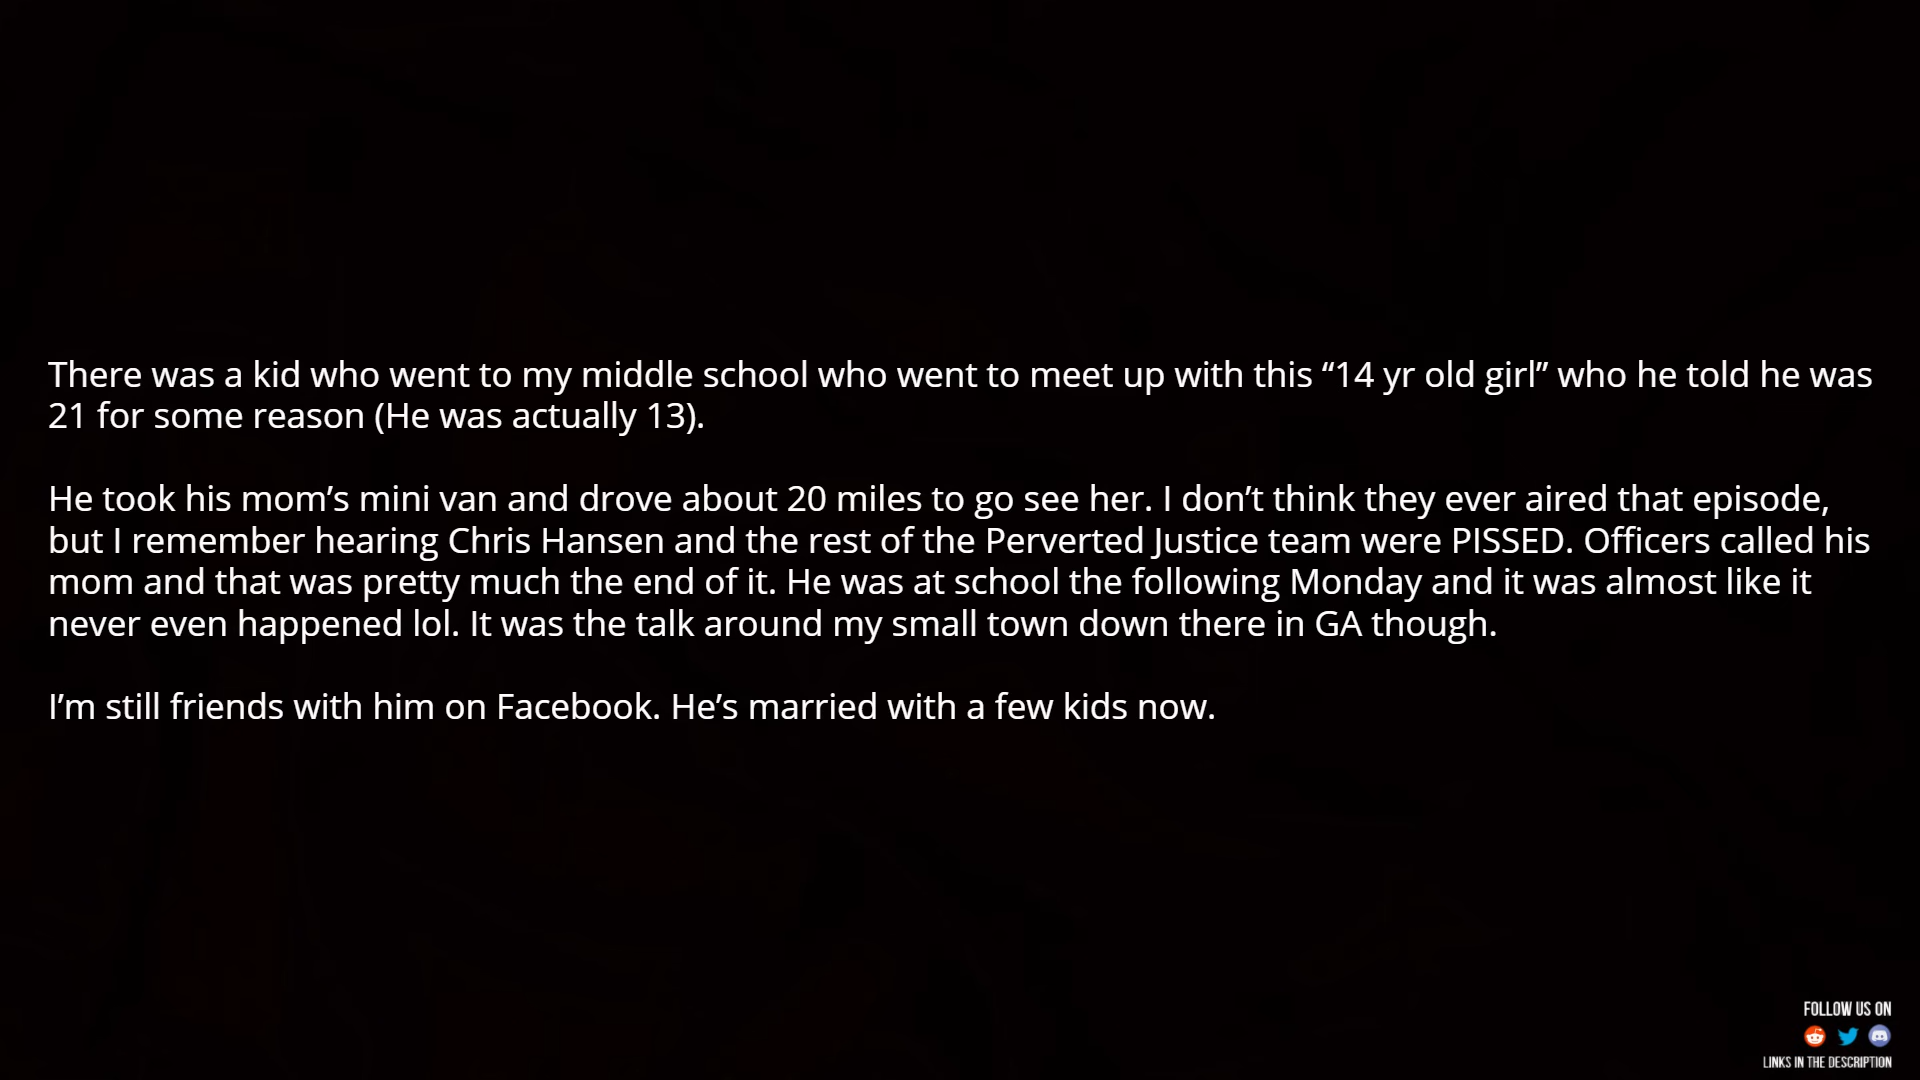 There was a kid who went to my middle school who went to meet up with this “14 yr old girl” who he told he was
21 for some reason (He was actually 13).
He took his mom’s mini van and drove about 20 miles to go see her. I don’t think they ever aired that episode,
but I remember hearing Chris Hansen and the rest of the Perverted Justice team were PISSED. Officers called his
mom and that was pretty much the end of it. He was at school the following Monday and it was almost like it
never even happened lol. It was the talk around my small town down there in GA though.
I’m still friends with him on Facebook. He’s married with a few kids now.
FOLLOW US ON
LINKS IN THE DESCRIPTION